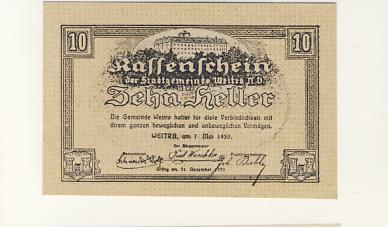 10 10
Kassenschein
der Stadtgemeinde Weitra N.Ö.
Zehn Heller
Die Gemeinde Weitra haftet für diese Verbindlichkeit mit
ihrem ganzen beweglichen und unbeweglichen Vermögen.
WEITRA, am 1. Mai 1920.
Der Bürgermeister
Gültig bis 31. Dezember 1920